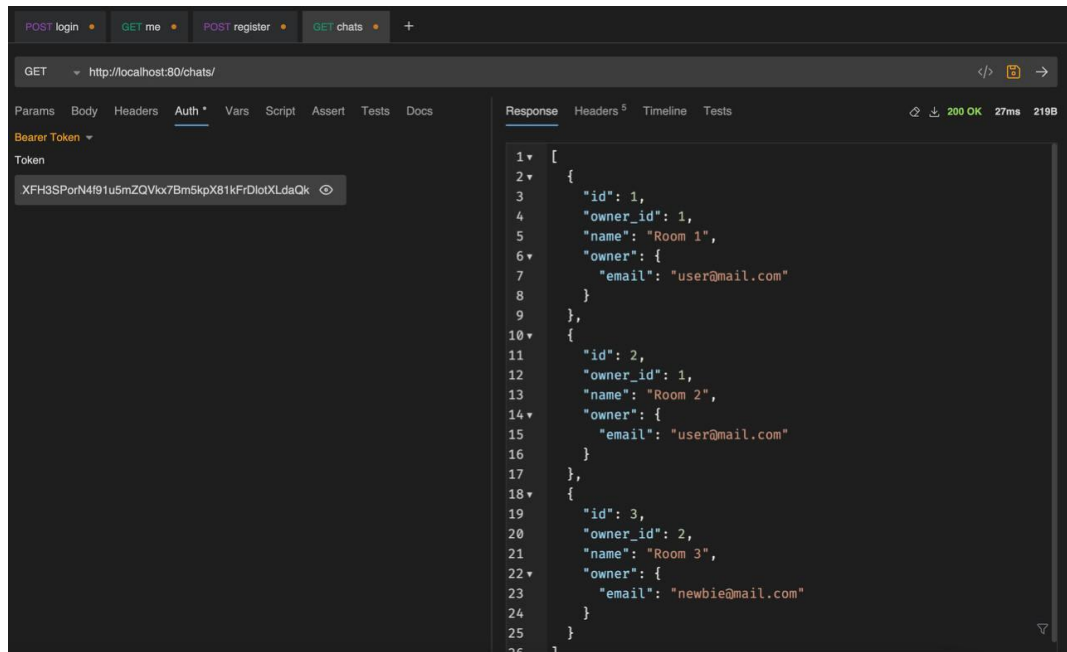 POST login GET me POST register GET chats +
GET http://localhost:80/chats/ </>
Params Body Headers Auth * Vars Script Assert Tests Docs
Bearer Token
Token
XFH3SPorN4f91u5mZQVkx7Bm5kpX81kFrDlotXLdaQk
Response Headers 5 Timeline Tests 200 OK 27ms 219B
1 [
2 {
3 "id": 1,
4 "owner_id": 1,
5 "name": "Room 1",
6 "owner": {
7 "email": "user@mail.com"
8 }
9 },
10 {
11 "id": 2,
12 "owner_id": 1,
13 "name": "Room 2",
14 "owner": {
15 "email": "user@mail.com"
16 }
17 },
18 {
19 "id": 3,
20 "owner_id": 2,
21 "name": "Room 3",
22 "owner": {
23 "email": "newbie@mail.com"
24 }
25 }
26 ]